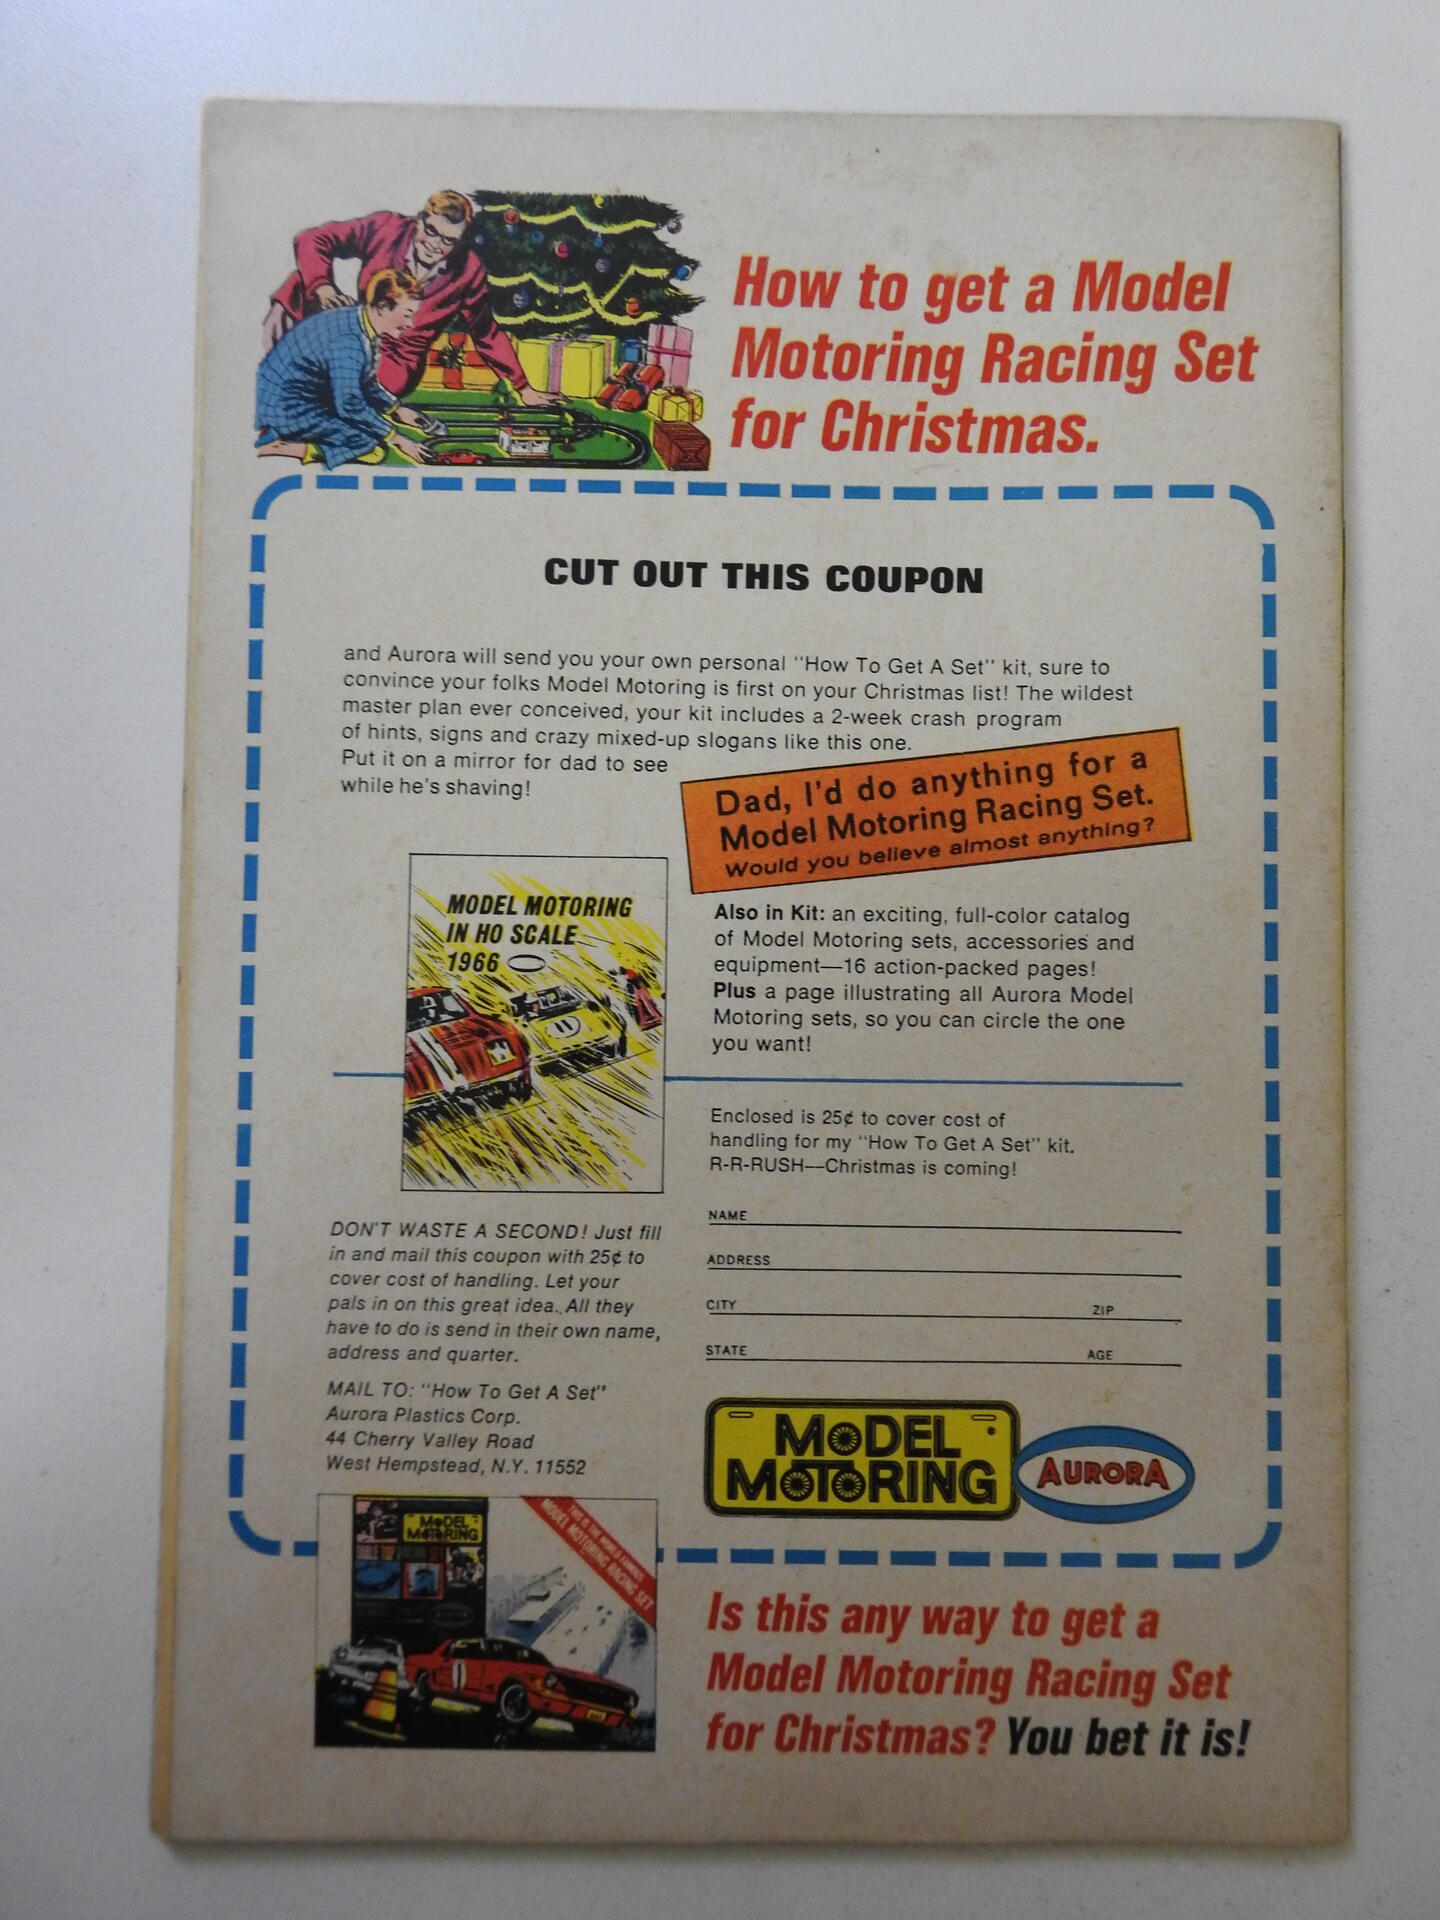 How to get a Model
Motoring Racing Set
for Christmas.
CUT OUT THIS COUPON
and Aurora will send you your own personal "How To Get A Set" kit, sure to
convince your folks Model Motoring is first on your Christmas list! The wildest
master plan ever conceived, your kit includes a 2-week crash program
of hints, signs and crazy mixed-up slogans like this one.
Put it on a mirror for dad to see
while he's shaving!
Dad, I'd do anything for a
Model Motoring Racing Set.
Would you believe almost anything?
MODEL MOTORING
IN HO SCALE
1966
11
Also in Kit: an exciting, full-color catalog
of Model Motoring sets, accessories and
equipment—16 action-packed pages!
Plus a page illustrating all Aurora Model
Motoring sets, so you can circle the one
you want!
Enclosed is 25¢ to cover cost of
handling for my "How To Get A Set" kit.
R-R-RUSH—Christmas is coming!
NAME
ADDRESS
CITY ZIP
STATE AGE
DON'T WASTE A SECOND! Just fill
in and mail this coupon with 25¢ to
cover cost of handling. Let your
pals in on this great idea. All they
have to do is send in their own name,
address and quarter.
MAIL TO: "How To Get A Set"
Aurora Plastics Corp.
44 Cherry Valley Road
West Hempstead, N.Y. 11552
MODEL
MOTORING
AURORA
MODEL
MOTORING
THIS IS THE WORLD FAMOUS
MODEL MOTORING RACING SET
1
Is this any way to get a
Model Motoring Racing Set
for Christmas? You bet it is!